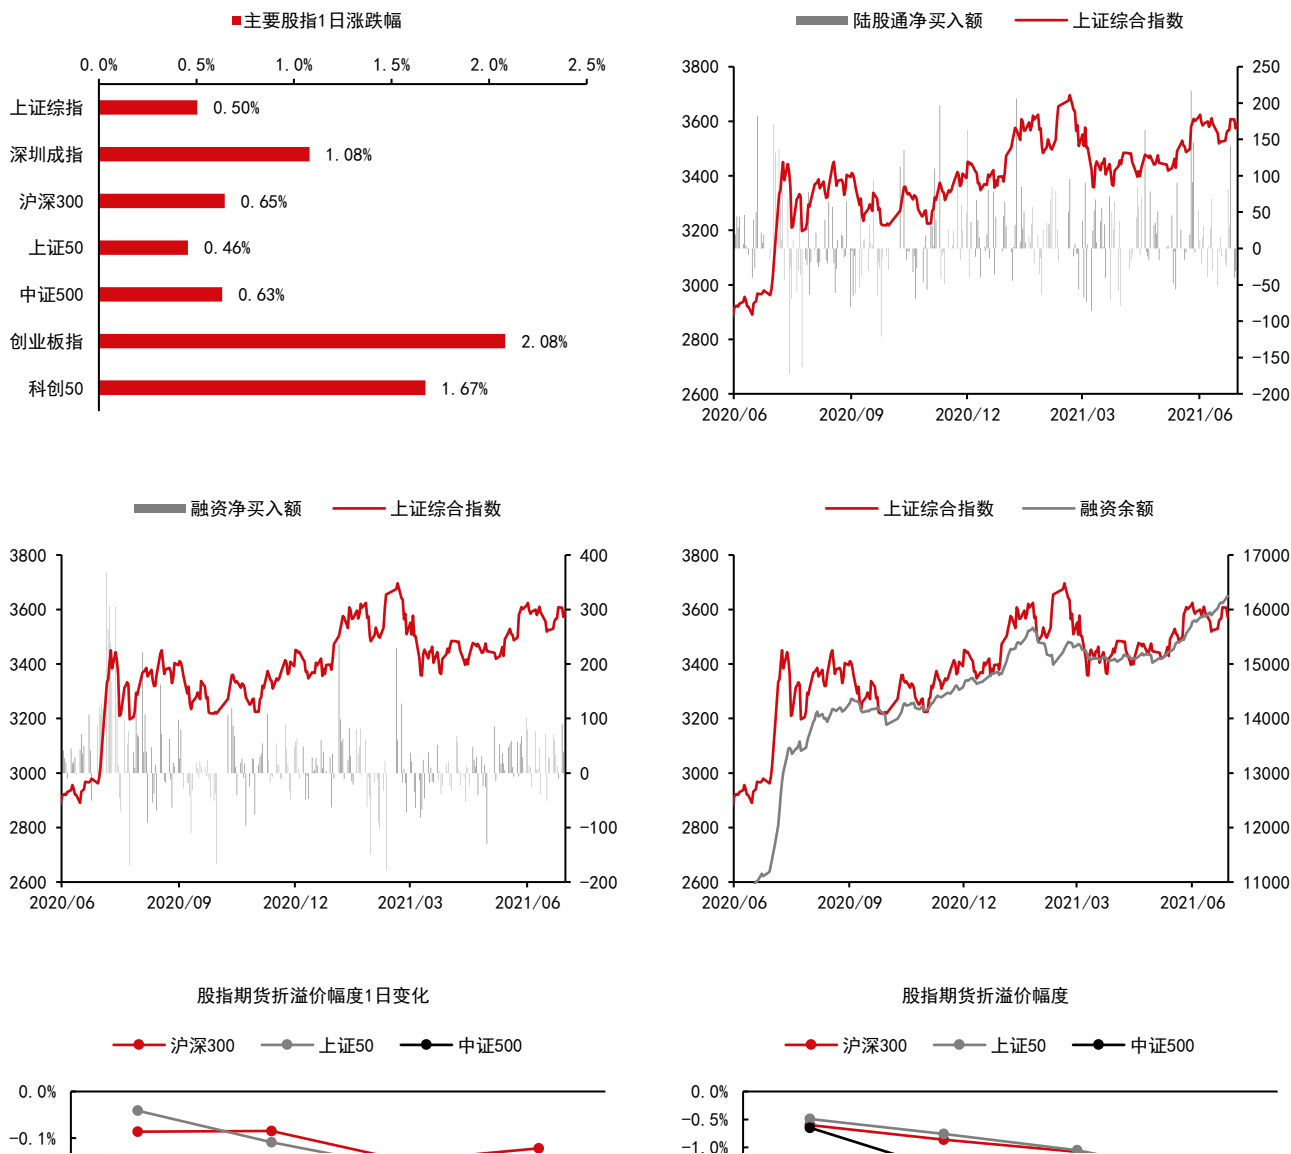 主要股指1日涨跌幅
0.0% 0.5% 1.0% 1.5% 2.0% 2.5%
上证综指 0.50%
深圳成指 1.08%
沪深300 0.65%
上证50 0.46%
中证500 0.63%
创业板指 2.08%
科创50 1.67%
陆股通净买入额 上证综合指数
3800 250
200
3600 150
3400 100
50
3200 0
3000 -50
-100
2800 -150
2600 -200
2020/06 2020/09 2020/12 2021/03 2021/06
融资净买入额 上证综合指数
3800 400
3600 300
3400 200
3200 100
3000 0
2800 -100
2600 -200
2020/06 2020/09 2020/12 2021/03 2021/06
上证综合指数 融资余额
3800 17000
3600 16000
3400 15000
3200 14000
3000 13000
2800 12000
2600 11000
2020/06 2020/09 2020/12 2021/03 2021/06
股指期货折溢价幅度1日变化
沪深300 上证50 中证500
0.0%
-0.1%
股指期货折溢价幅度
沪深300 上证50 中证500
0.0%
-0.5%
-1.0%